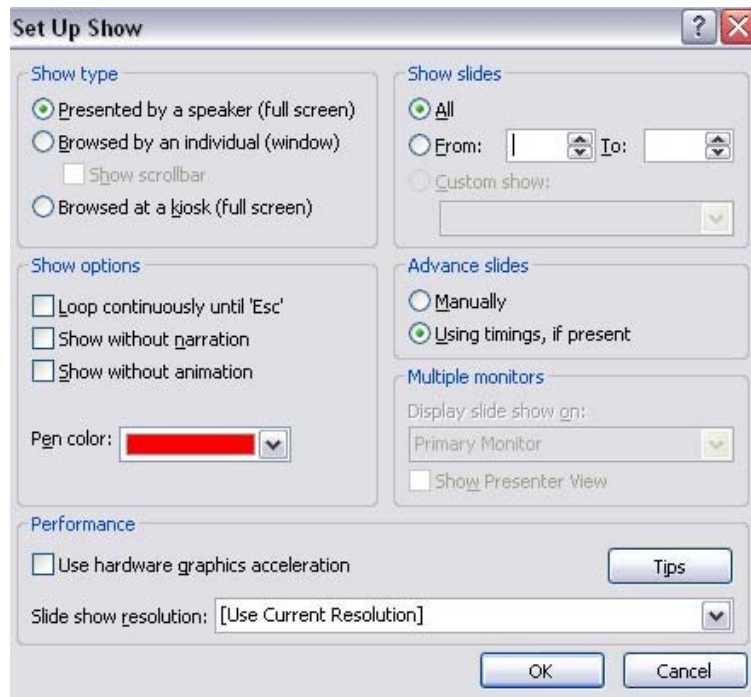 Set Up Show
Show type
Presented by a speaker (full screen)
Browsed by an individual (window)
Show scrollbar
Browsed at a kiosk (full screen)
Show slides
All
From: To:
Custom show:
Show options
Loop continuously until 'Esc'
Show without narration
Show without animation
Pen color:
Advance slides
Manually
Using timings, if present
Multiple monitors
Display slide show on:
Primary Monitor
Show Presenter View
Performance
Use hardware graphics acceleration
Tips
Slide show resolution: [Use Current Resolution]
OK Cancel